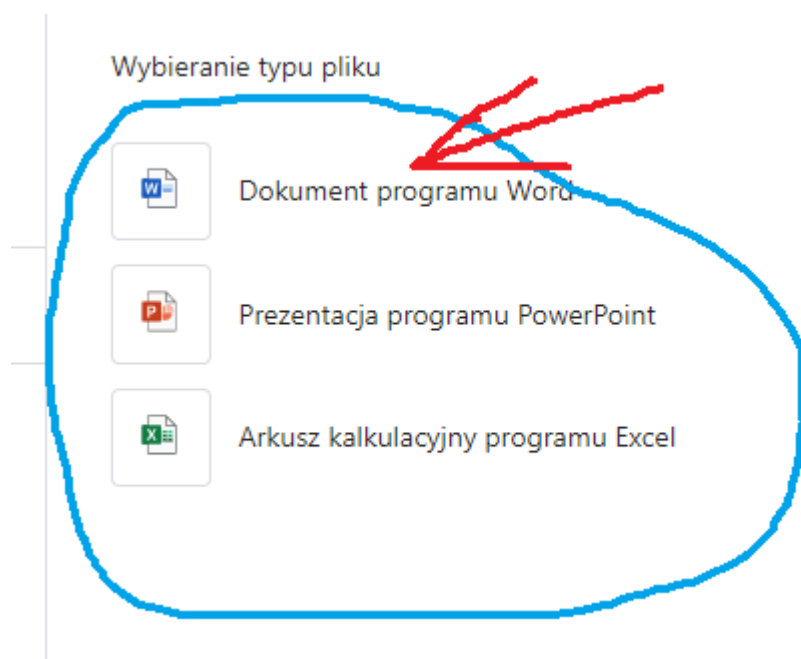 Wybieranie typu pliku
W
Dokument programu Word
P
Prezentacja programu PowerPoint
X
Arkusz kalkulacyjny programu Excel